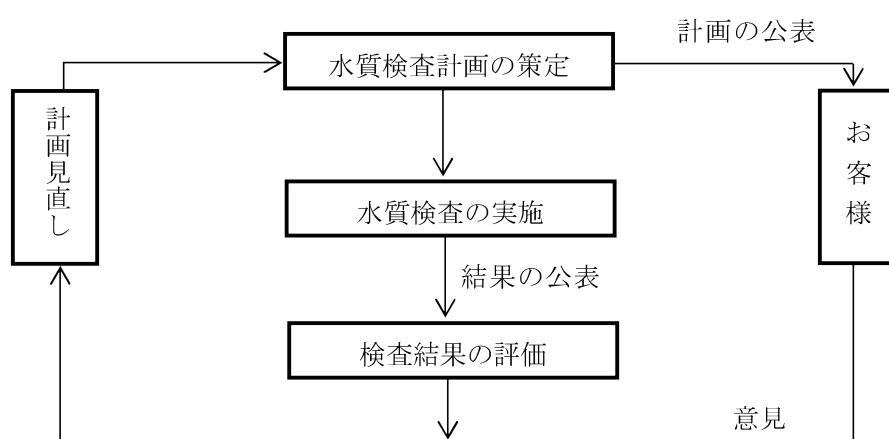 計画の公表
水質検査計画の策定
計画見直し
お客様
水質検査の実施
結果の公表
検査結果の評価
意見